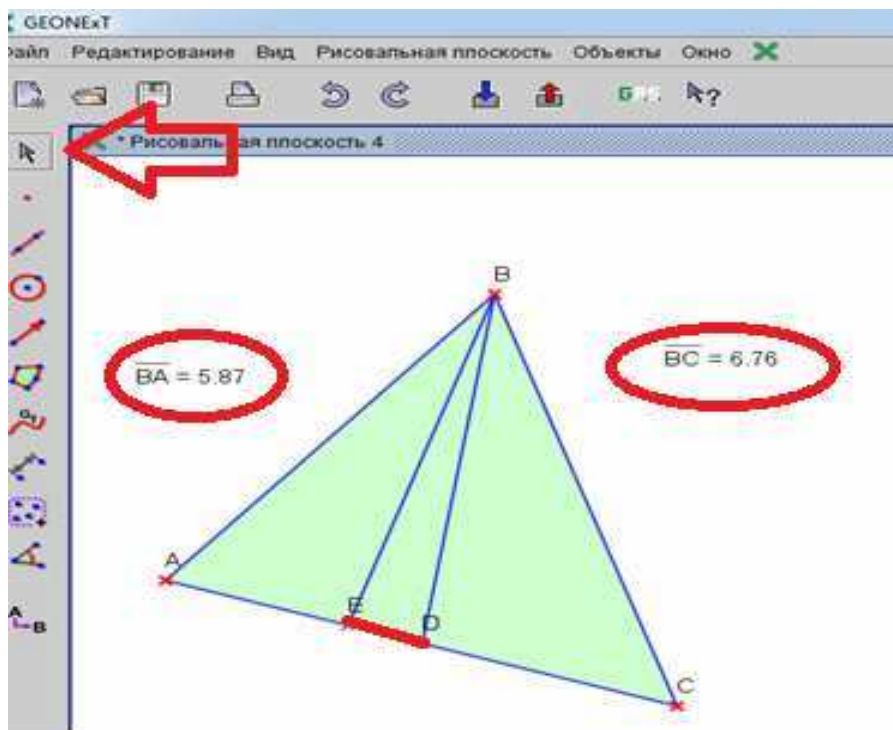 GEONExT
Файл Редактирование Вид Рисовальная плоскость Объекты Окно
* Рисовальная плоскость 4
B
BA = 5.87
BC = 6.76
A
E
D
C
A
B